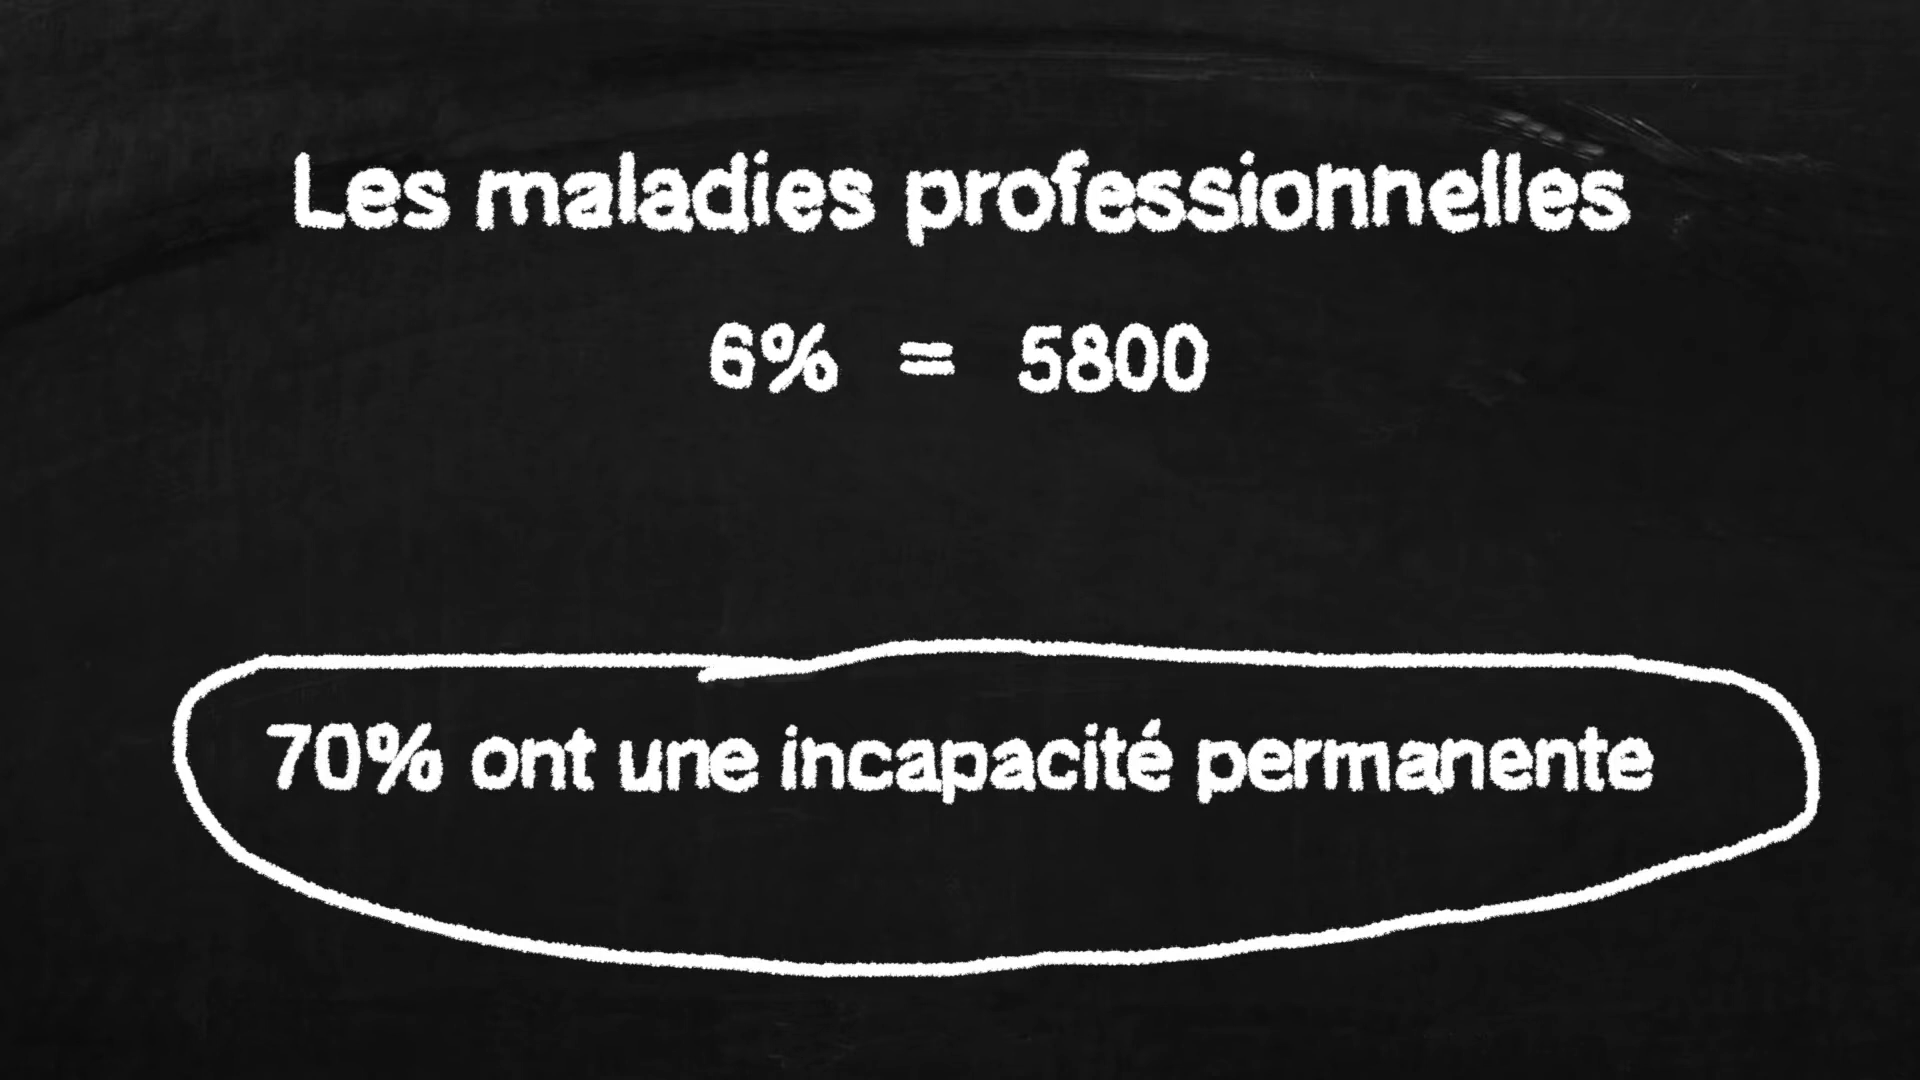 Les maladies professionnelles
6% = 5800
70% ont une incapacité permanente